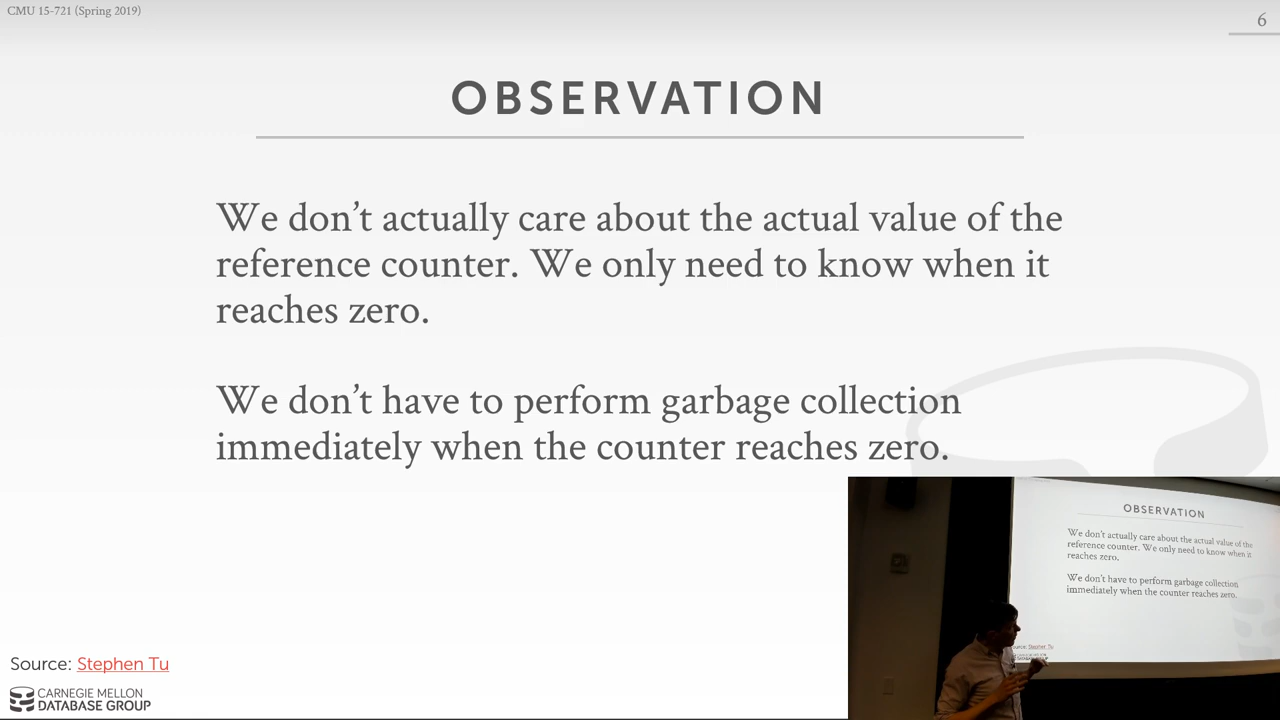 CMU 15-721 (Spring 2019)
6
OBSERVATION
We don’t actually care about the actual value of the
reference counter. We only need to know when it
reaches zero.
We don’t have to perform garbage collection
immediately when the counter reaches zero.
OBSERVATION
We don’t actually care about the actual value of the
reference counter. We only need to know when it
reaches zero.
We don’t have to perform garbage collection
immediately when the counter reaches zero.
Source: Stephen Tu
Source: Stephen Tu
CARNEGIE MELLON
DATABASE GROUP